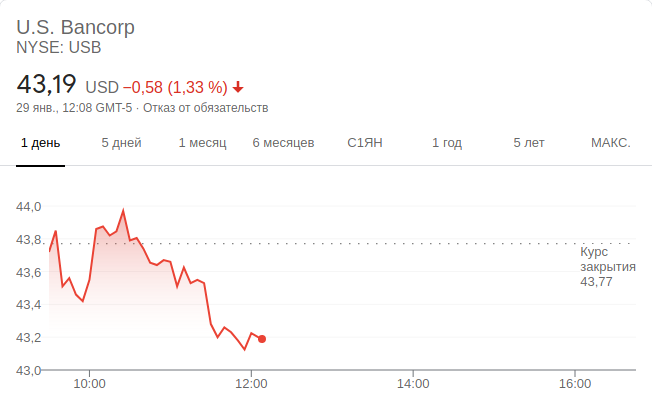 U.S. Bancorp
NYSE: USB
43,19 USD −0,58 (1,33 %)
29 янв., 12:08 GMT-5 · Отказ от обязательств
1 день 5 дней 1 месяц 6 месяцев С1ЯН 1 год 5 лет МАКС.
44,0
43,8
Курс
закрытия
43,77
43,6
43,4
43,2
43,0
10:00 12:00 14:00 16:00